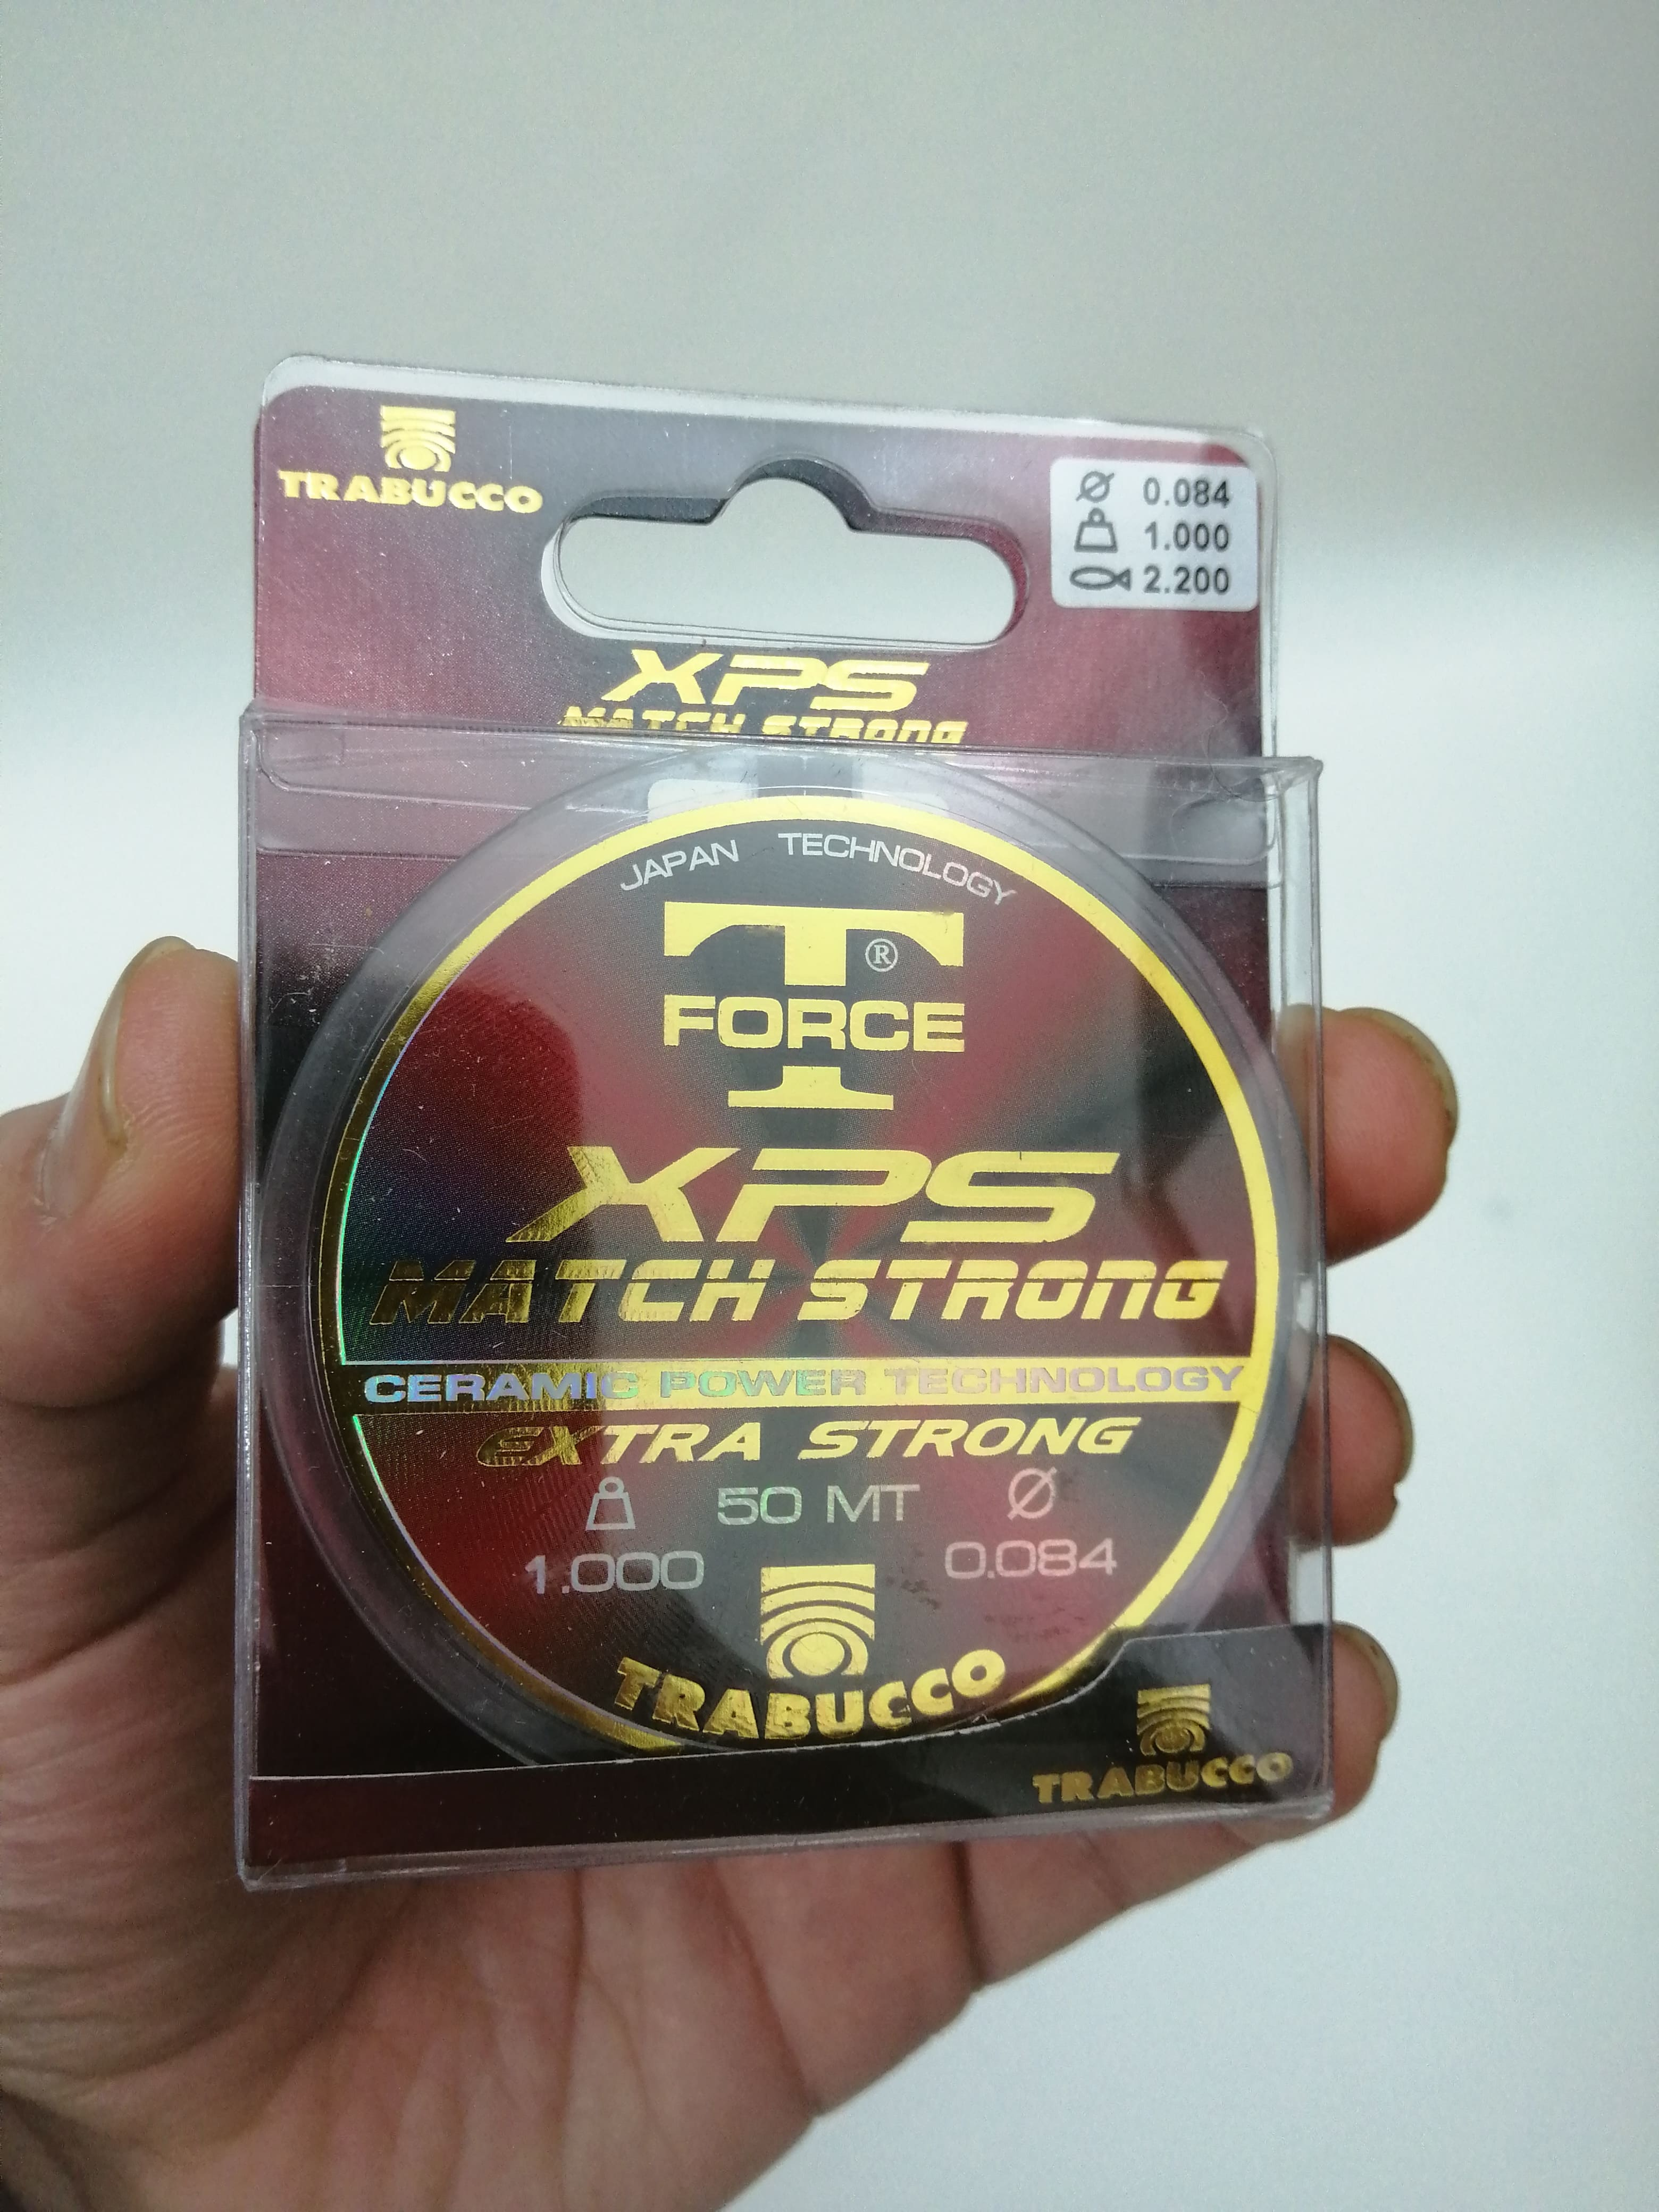 TRABUCCO
0.084
1.000
2.200
XPS
MATCH STRONG
JAPAN TECHNOLOGY
T ®
FORCE
XPS
MATCH STRONG
CERAMIC POWER TECHNOLOGY
EXTRA STRONG
50 MT
1.000
0.084
TRABUCCO
TRABUCCO